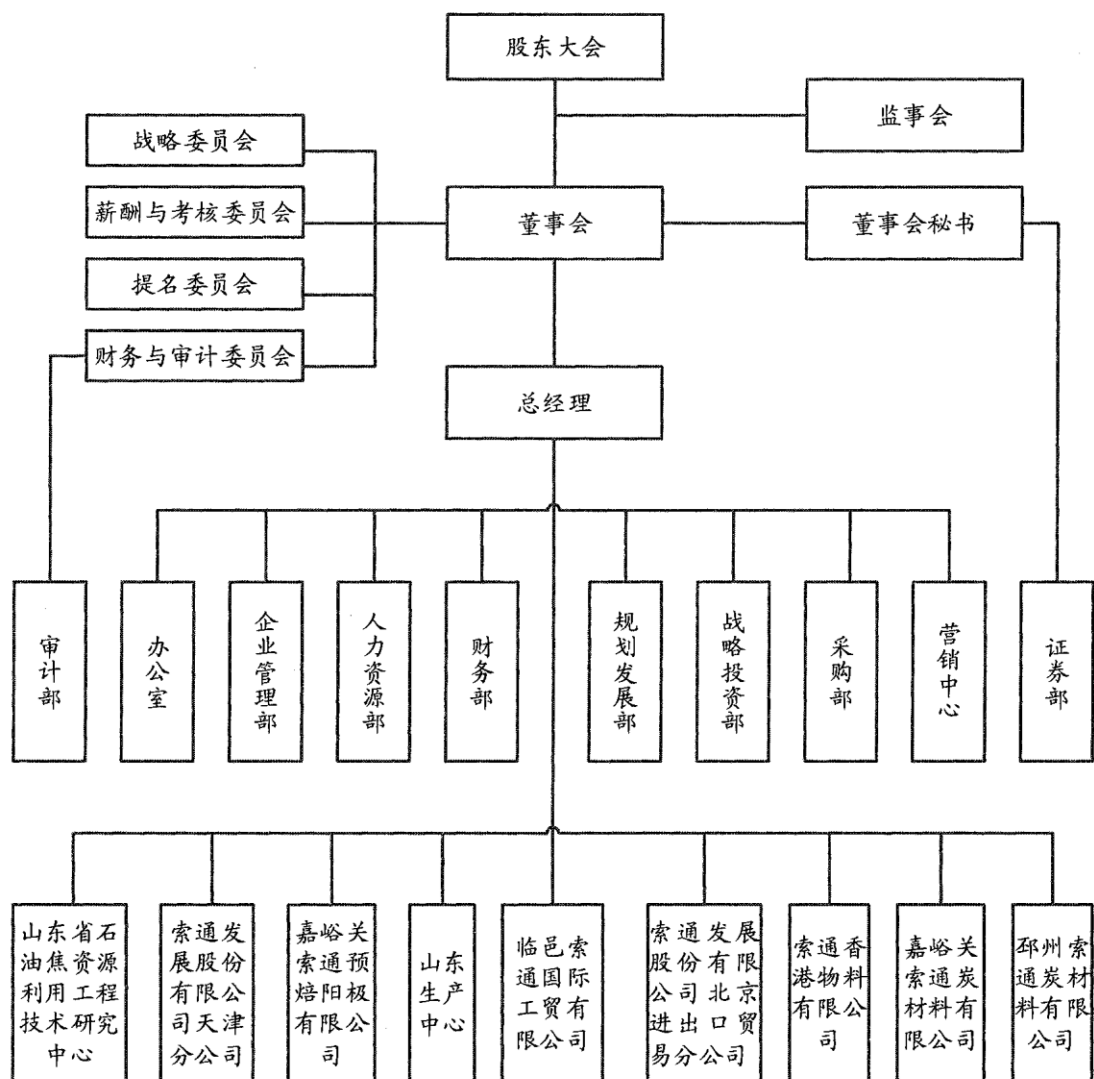 股东大会
监事会
战略委员会
薪酬与考核委员会
董事会
董事会秘书
提名委员会
财务与审计委员会
总经理
审计部
办公室
企业管理部
人力资源部
财务部
规划发展部
战略投资部
采购部
营销中心
证券部
山东省石
油焦资源
利用工程
技术研究
中心
索通发
展股份
有限公
司天津
分公司
嘉峪关
索通预
焙阳极
有限公
司
山东
生产
中心
临邑索
通国际
工贸有
限公司
索通发展
股份有限
公司北京
进出口贸
易分公司
索通香
港物料
有限公
司
嘉峪关
索通炭
材料有
限公司
邳州索
通炭材
料有限
公司